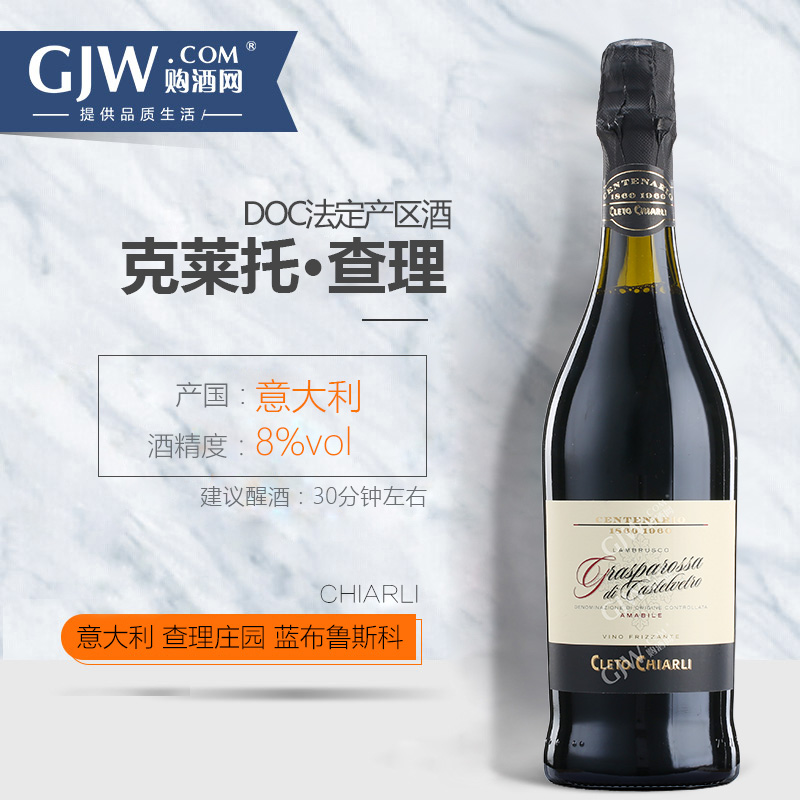 GJW.COM®
购酒网
提供品质生活
DOC法定产区酒
克莱托·查理
产国：意大利
酒精度：8%vol
建议醒酒：30分钟左右
CHIARLI
意大利 查理庄园 蓝布鲁斯科
CENTENARIO
1860 1960
CLETO CHIARLI
CENTENARIO
1860 1960
LAMBRUSCO
Grasparossa
di Castelvetro
DENOMINAZIONE DI ORIGINE CONTROLLATA
AMABILE
VINO FRIZZANTE
CLETO CHIARLI